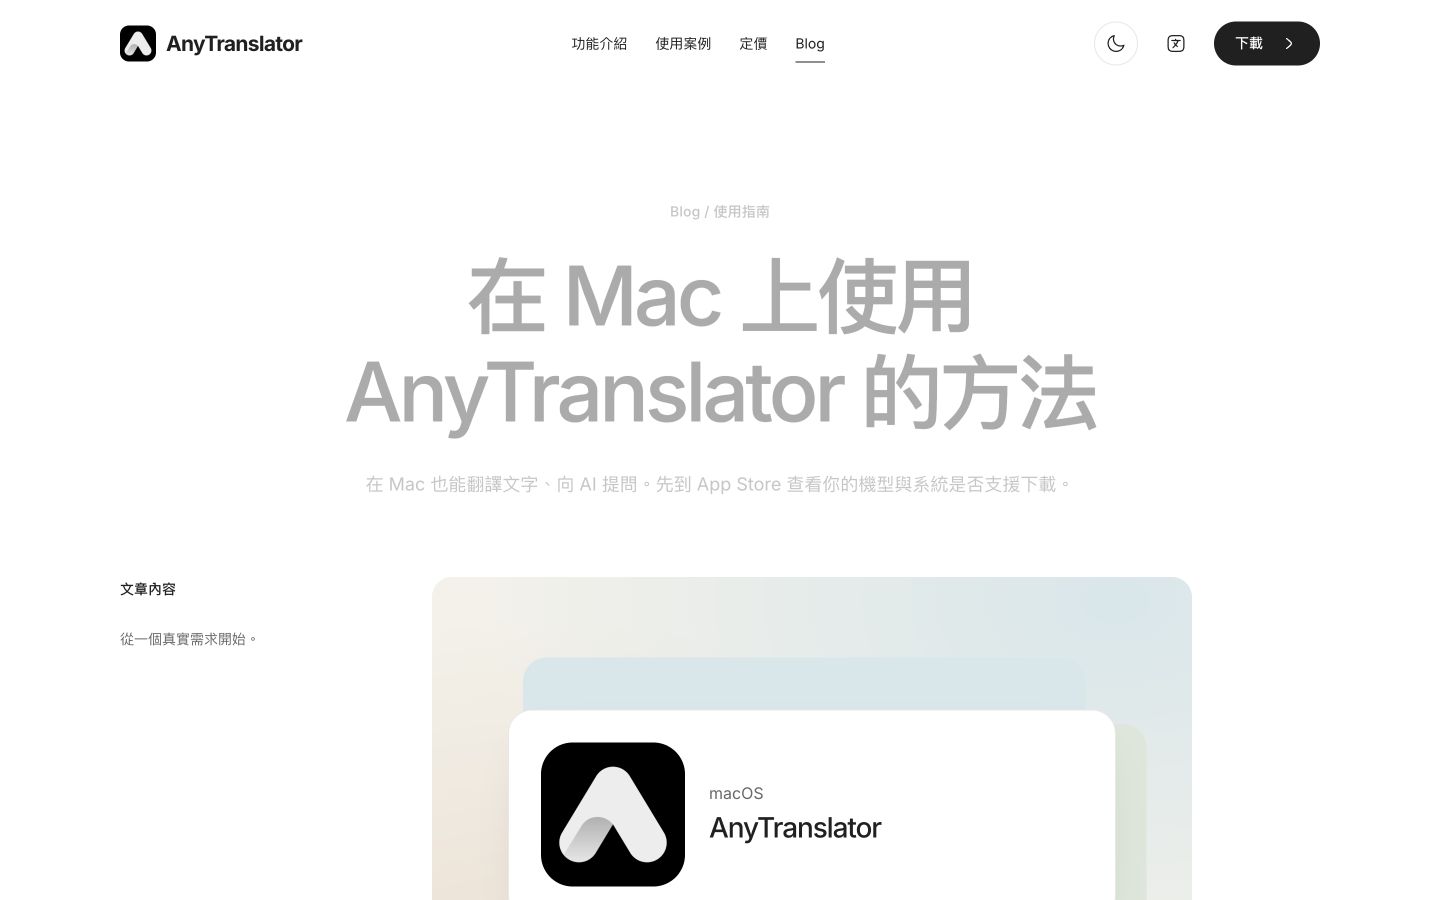 AnyTranslator
功能介紹
使用案例
定價
Blog
下載
Blog / 使用指南
在 Mac 上使用
AnyTranslator 的方法
在 Mac 也能翻譯文字、向 AI 提問。先到 App Store 查看你的機型與系統是否支援下載。
文章內容
從一個真實需求開始。
macOS
AnyTranslator